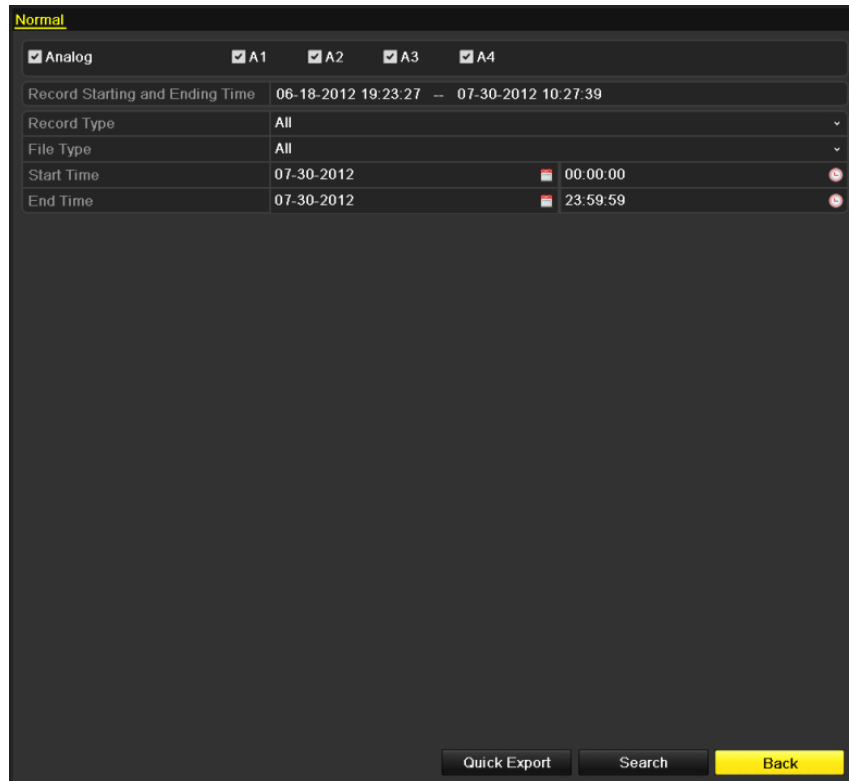 Normal
Analog A1 A2 A3 A4
Record Starting and Ending Time 06-18-2012 19:23:27 -- 07-30-2012 10:27:39
Record Type All
File Type All
Start Time 07-30-2012 00:00:00
End Time 07-30-2012 23:59:59
Quick Export Search Back